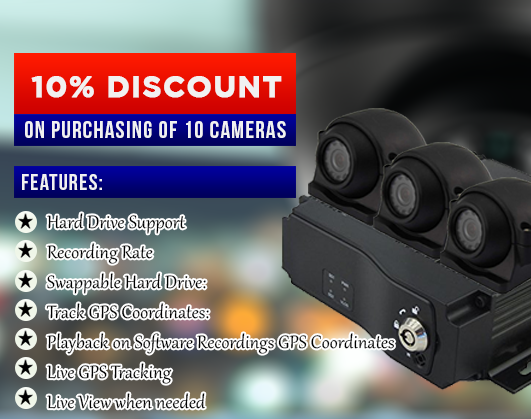 10% DISCOUNT
ON PURCHASING OF 10 CAMERAS
FEATURES:
Hard Drive Support
Recording Rate
Swappable Hard Drive:
Track GPS Coordinates:
Playback on Software Recordings GPS Coordinates
Live GPS Tracking
Live View when needed